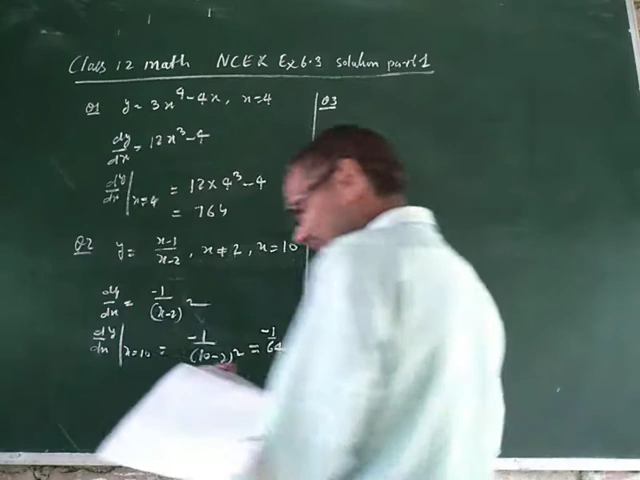 Class 12 math NCERT Ex 6.3 solution part 1
Q1 y = 3x⁴ - 4x, x = 4
dy/dx = 12x³ - 4
dy/dx | x=4 = 12 × 4³ - 4
= 764
Q2 y = x-1/x-2, x ≠ 2, x = 10
dy/dx = -1/(x-2)²
dy/dx | x=10 = -1/(10-2)² = -1/64
Q3